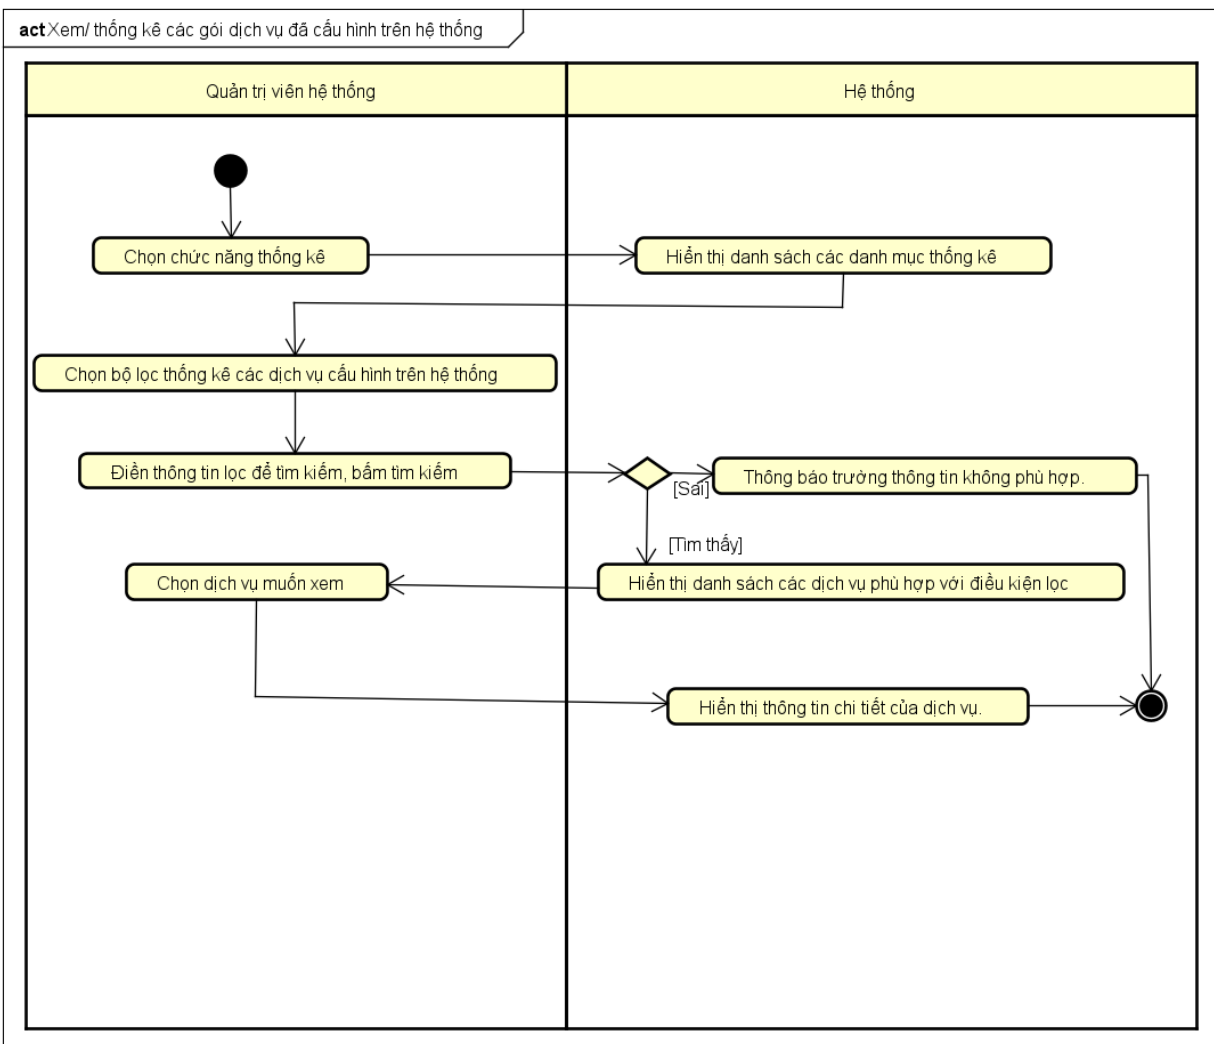 act Xem/ thống kê các gói dịch vụ đã cấu hình trên hệ thống
Quản trị viên hệ thống
Hệ thống
Chọn chức năng thống kê
Hiển thị danh sách các danh mục thống kê
Chọn bộ lọc thống kê các dịch vụ cấu hình trên hệ thống
Điền thông tin lọc để tìm kiếm, bấm tìm kiếm
[Sai]
Thông báo trường thông tin không phù hợp.
[Tìm thấy]
Chọn dịch vụ muốn xem
Hiển thị danh sách các dịch vụ phù hợp với điều kiện lọc
Hiển thị thông tin chi tiết của dịch vụ.